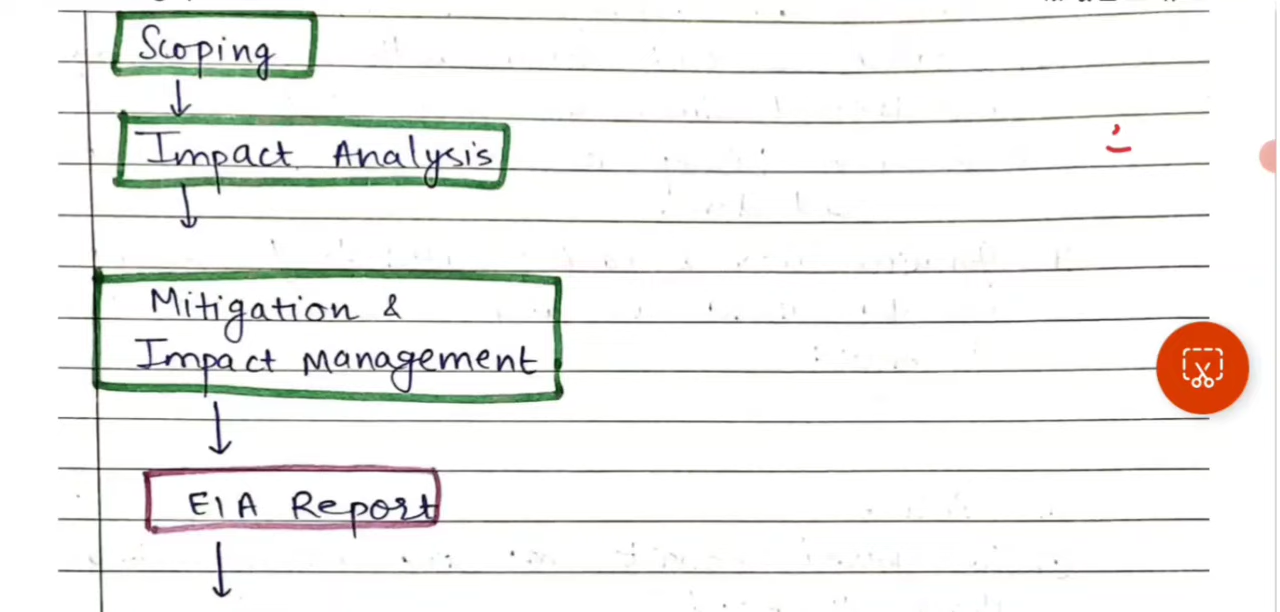 Scoping
Impact Analysis
Mitigation &
Impact Management
EIA Report